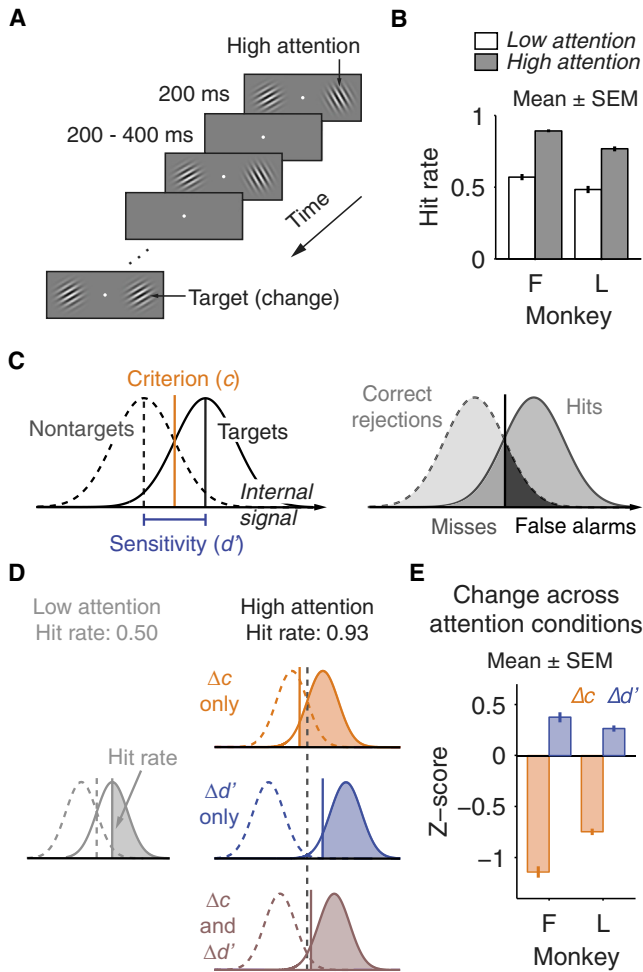 A
High attention
200 ms
200 - 400 ms
Time
Target (change)
B
Low attention
High attention
Mean ± SEM
Hit rate
1
0.5
0
F
L
Monkey
C
Criterion (c)
Nontargets
Targets
Internal
signal
Sensitivity (d’)
Correct
rejections
Hits
Misses
False alarms
D
Low attention
Hit rate: 0.50
High attention
Hit rate: 0.93
Hit rate
Δc
only
Δd’
only
Δc
and
Δd’
E
Change across
attention conditions
Mean ± SEM
Δc Δd’
Z−score
0.5
0
−0.5
−1
F
L
Monkey